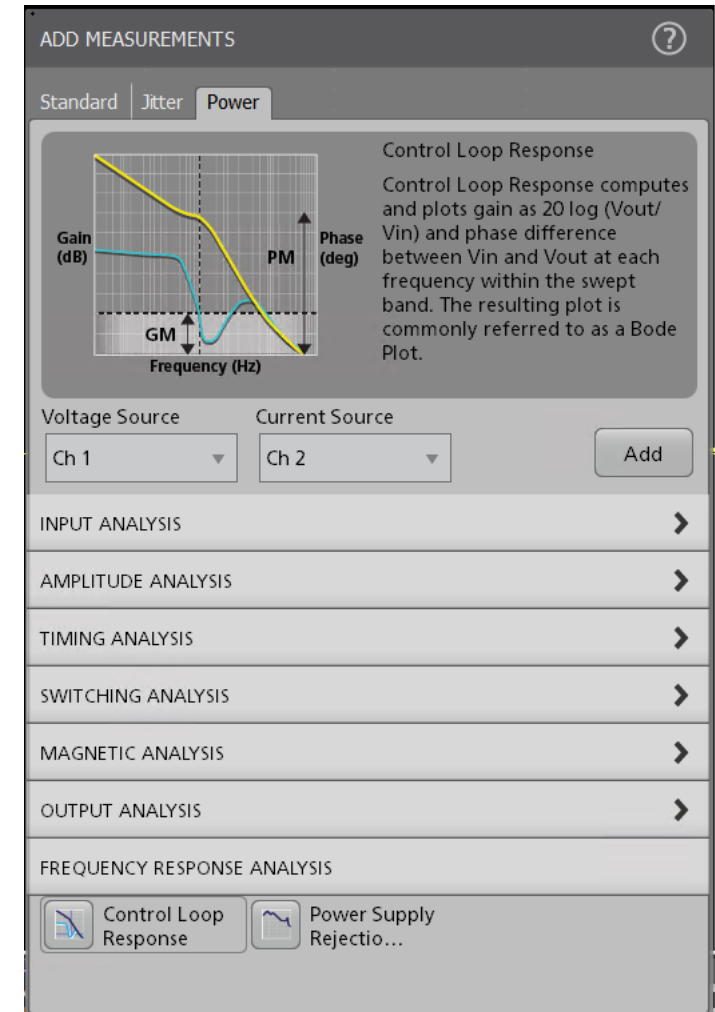 ADD MEASUREMENTS
?
Standard
Jitter
Power
Control Loop Response
Control Loop Response computes
and plots gain as 20 log (Vout/
Vin) and phase difference
between Vin and Vout at each
frequency within the swept
band. The resulting plot is
commonly referred to as a Bode
Plot.
Gain
(dB)
PM
Phase
(deg)
GM
Frequency (Hz)
Voltage Source
Current Source
Ch 1
Ch 2
Add
INPUT ANALYSIS
AMPLITUDE ANALYSIS
TIMING ANALYSIS
SWITCHING ANALYSIS
MAGNETIC ANALYSIS
OUTPUT ANALYSIS
FREQUENCY RESPONSE ANALYSIS
Control Loop
Response
Power Supply
Rejectio...